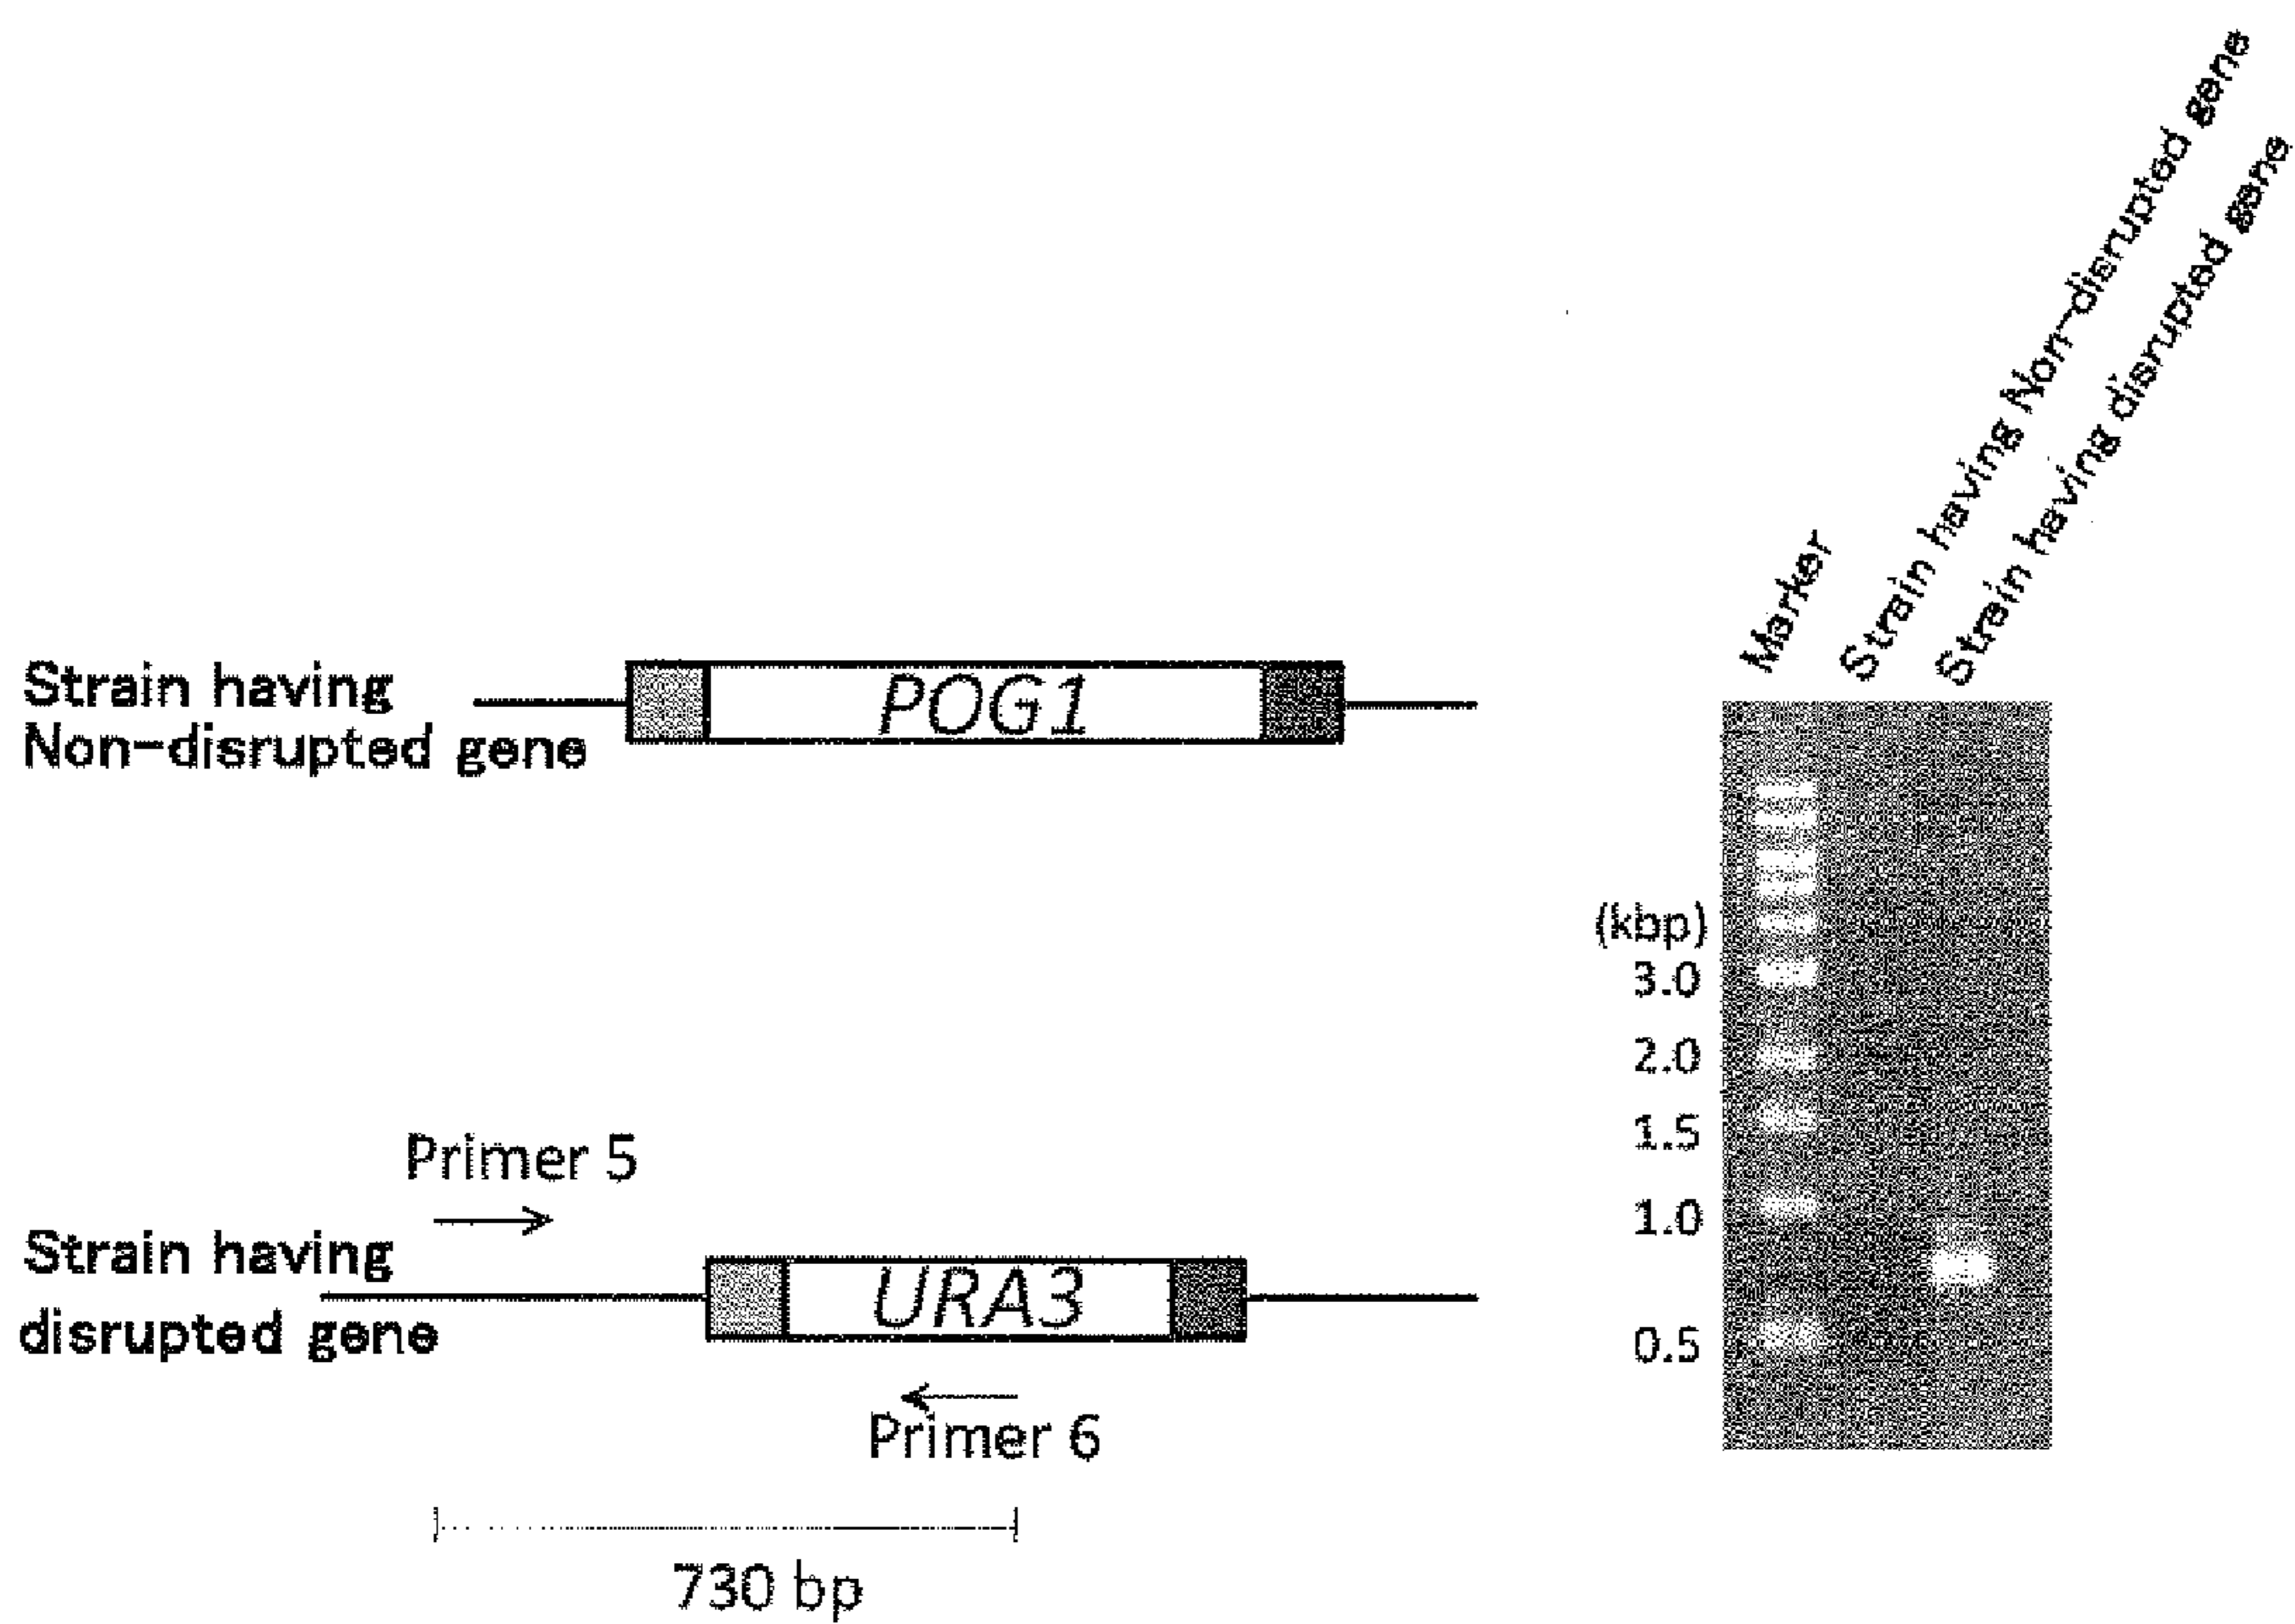 Strain having Non-disrupted gene
Strain having disrupted gene
Marker
Strain having
Non-disrupted gene
POG1
(kbp)
3.0
2.0
1.5
1.0
0.5
Primer 5
Strain having
disrupted gene
URA3
Primer 6
730 bp